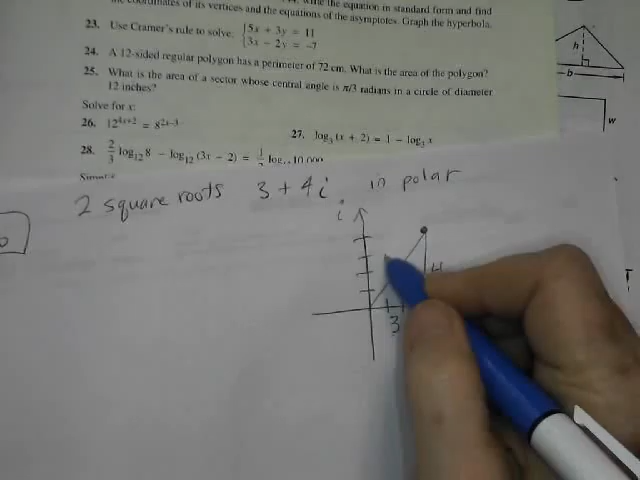 the coordinates of its vertices and the equations of the asymptotes. Graph the hyperbola.
23. Use Cramer's rule to solve: { 5x + 3y = 11
3x − 2y = −7
24. A 12-sided regular polygon has a perimeter of 72 cm. What is the area of the polygon?
25. What is the area of a sector whose central angle is π/3 radians in a circle of diameter
12 inches?
Solve for x:
26. 12^(4x+2) = 8^(2x−3)
27. log₃ (x + 2) = 1 − log₃ x
28. 2/3 log₁₂ 8 − log₁₂ (3x − 2) = log 10,000
2 square roots 3 + 4i in polar
i
h
b
w
4
3